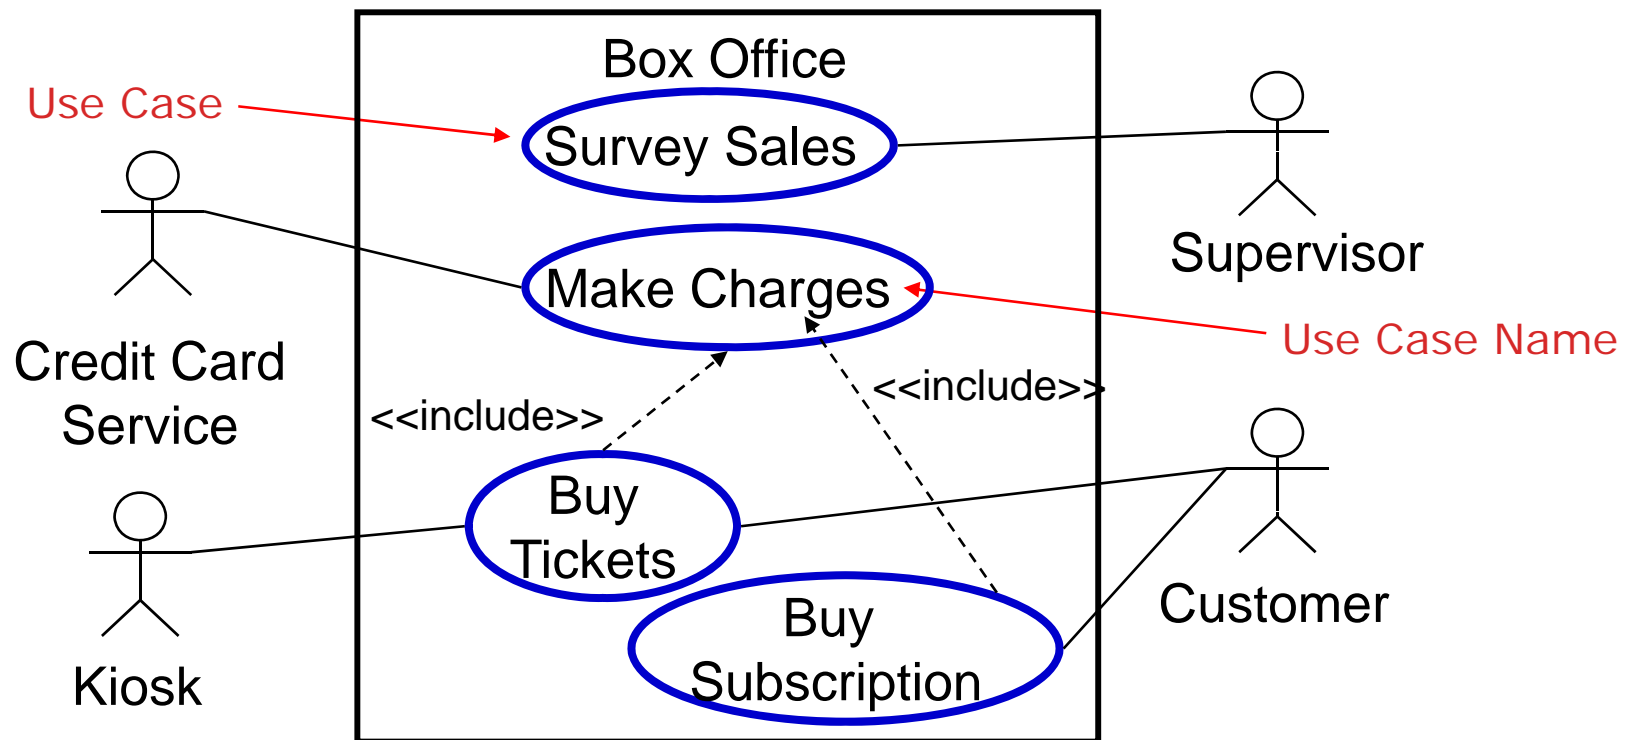 Box Office
Use Case
Survey Sales
Supervisor
Make Charges
Use Case Name
Credit Card
Service
<<include>>
<<include>>
Buy
Tickets
Customer
Buy
Subscription
Kiosk